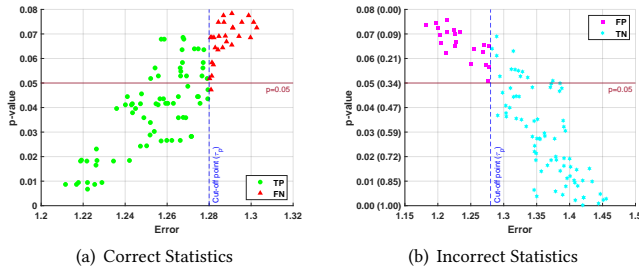 0.08
0.07
0.06
0.05
0.04
0.03
0.02
0.01
0
p-value
1.2 1.22 1.24 1.26 1.28 1.3 1.32
Error
p=0.05
Cut-off point (τp)
TP
FN
(a) Correct Statistics
0.08 (0.00)
0.07 (0.09)
0.06 (0.21)
0.05 (0.34)
0.04 (0.47)
0.03 (0.59)
0.02 (0.72)
0.01 (0.85)
0.00 (1.00)
p-value
1.15 1.2 1.25 1.3 1.35 1.4 1.45 1.5
Error
p=0.05
Cut-off point (τp)
FP
TN
(b) Incorrect Statistics